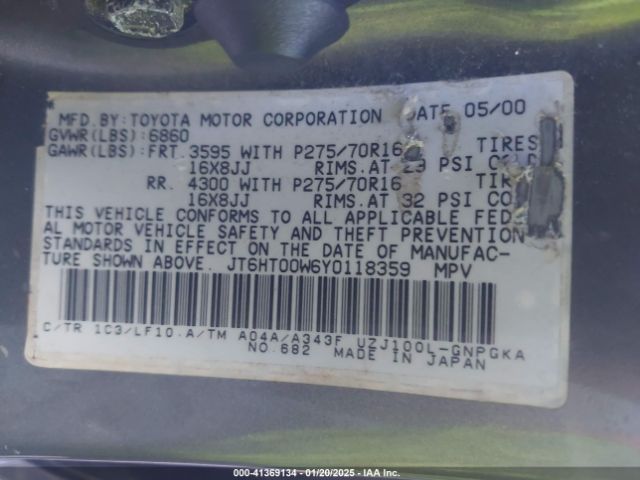 MFD.BY:TOYOTA MOTOR CORPORATION DATE 05/00
GVWR(LBS):6860
GAWR(LBS):FRT. 3595 WITH P275/70R16 TIRES
16X8JJ RIMS.AT 29 PSI COLD
RR. 4300 WITH P275/70R16
16X8JJ RIMS.AT 32 PSI
THIS VEHICLE CONFORMS TO ALL APPLICABLE FED
AL MOTOR VEHICLE SAFETY AND THEFT PREVENTION
STANDARDS IN EFFECT ON THE DATE OF MANUFAC-
TURE SHOWN ABOVE. JT6HT00W6Y0118359 MPV
C/TR 1C3/LF10.A/TM A04A/A343F UZJ100L-GNPGKA
NO.682 MADE IN JAPAN
000-41369134 - 01/20/2025 - IAA Inc.